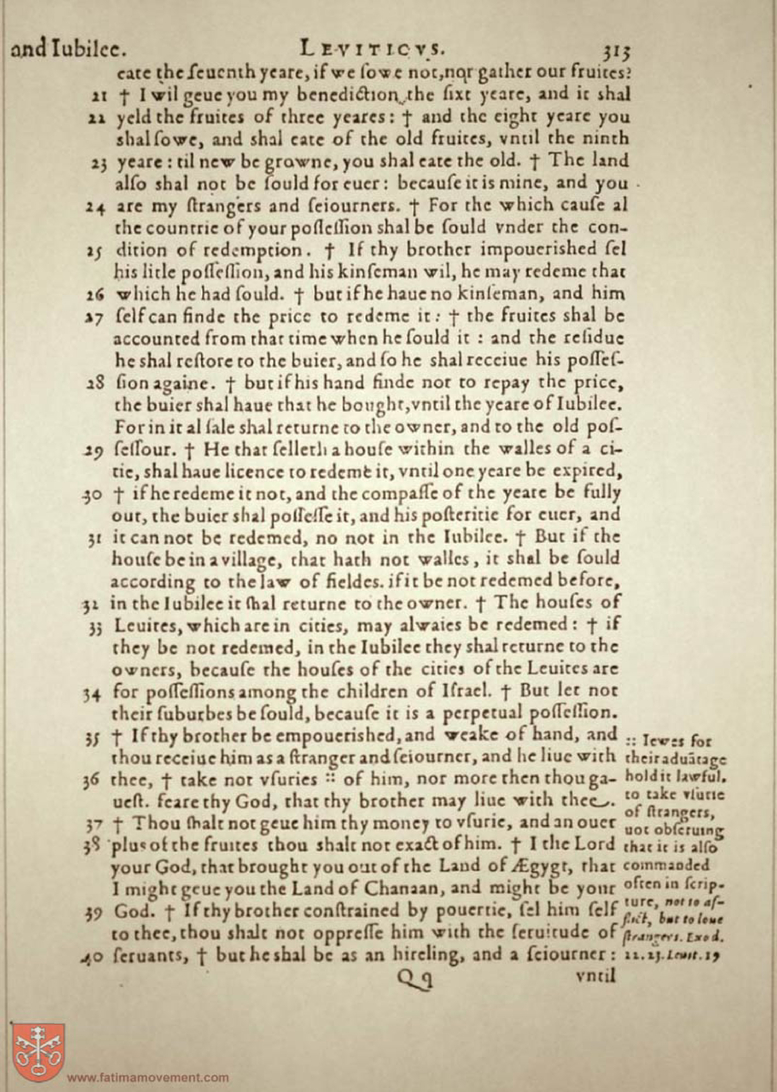 and Iubilee. LEVITICVS. 313
eate the ſeuenth yeare, if we ſowe not, nor gather our fruites?
21 † I wil geue you my benediction the ſixt yeare, and it shal
22 yeld the fruites of three yeares: † and the eight yeare you
shal ſowe, and shal eate of the old fruites, vntil the ninth
23 yeare: til new be growne, you shal eate the old. † The land
alſo shal not be ſould for euer: becauſe it is mine, and you
24 are my ſtrangers and ſeiourners. † For the which cauſe al
the countrie of your poſſeſſion shal be ſould vnder the con-
25 dition of redemption. † If thy brother impouerished ſel
his litle poſſeſſion, and his kinſeman wil, he may redeme that
26 which he had ſould. † but if he haue no kinſeman, and him
27 ſelf can finde the price to redeme it: † the fruites shal be
accounted from that time when he ſould it : and the reſidue
he shal reſtore to the buier, and ſo he shal receiue his poſſeſ-
28 ſion againe. † but if his hand finde not to repay the price,
the buier shal haue that he bought, vntil the yeare of Iubilee.
For in it al ſale shal returne to the owner, and to the old poſ-
29 ſeſſour. † He that ſelleth a houſe within the walles of a ci-
tie, shal haue licence to redeme it, vntil one yeare be expired,
30 † if he redeme it not, and the compaſſe of the yeare be fully
out, the buier shal poſſeſſe it, and his poſteritie for euer, and
31 it can not be redemed, no not in the Iubilee. † But if the
houſe be in a village, that hath not walles, it shal be ſould
according to the law of fieldes. if it be not redemed before,
32 in the Iubilee it ſhal returne to the owner. † The houſes of
33 Leuites, which are in cities, may alwaies be redemed: † if
they be not redemed, in the Iubilee they shal returne to the
owners, becauſe the houſes of the cities of the Leuites are
34 for poſſeſſions among the children of Iſrael. † But let not
their ſuburbes be ſould, becauſe it is a perpetual poſſeſſion.
35 † If thy brother be empouerished, and weake of hand, and
thou receiue him as a ſtranger and ſeiourner, and he liue with
36 thee, † take not vſuries :: of him, nor more then thou ga-
ueſt. feare thy God, that thy brother may liue with thee.
37 † Thou ſhalt not geue him thy money to vſurie, and an ouer
38 plus of the fruites thou shalt not exact of him. † I the Lord
your God, that brought you out of the Land of Ægypt, that
I might geue you the Land of Chanaan, and might be your
39 God. † If thy brother conſtrained by pouertie, ſel him ſelf
to thee, thou shalt not oppreſſe him with the ſeruitude of
40 ſeruants, † but he shal be as an hireling, and a ſeiourner:
Qq vntil
:: Iewes for
their aduātage
hold it lawful,
to take vſurie
of ſtrangers,
not obſeruing
that it is alſo
commanded
often in ſcrip-
ture, not to af-
flict, but to loue
ſtrangers. Exod.
22. 23. Leuit. 19
www.fatimamovement.com